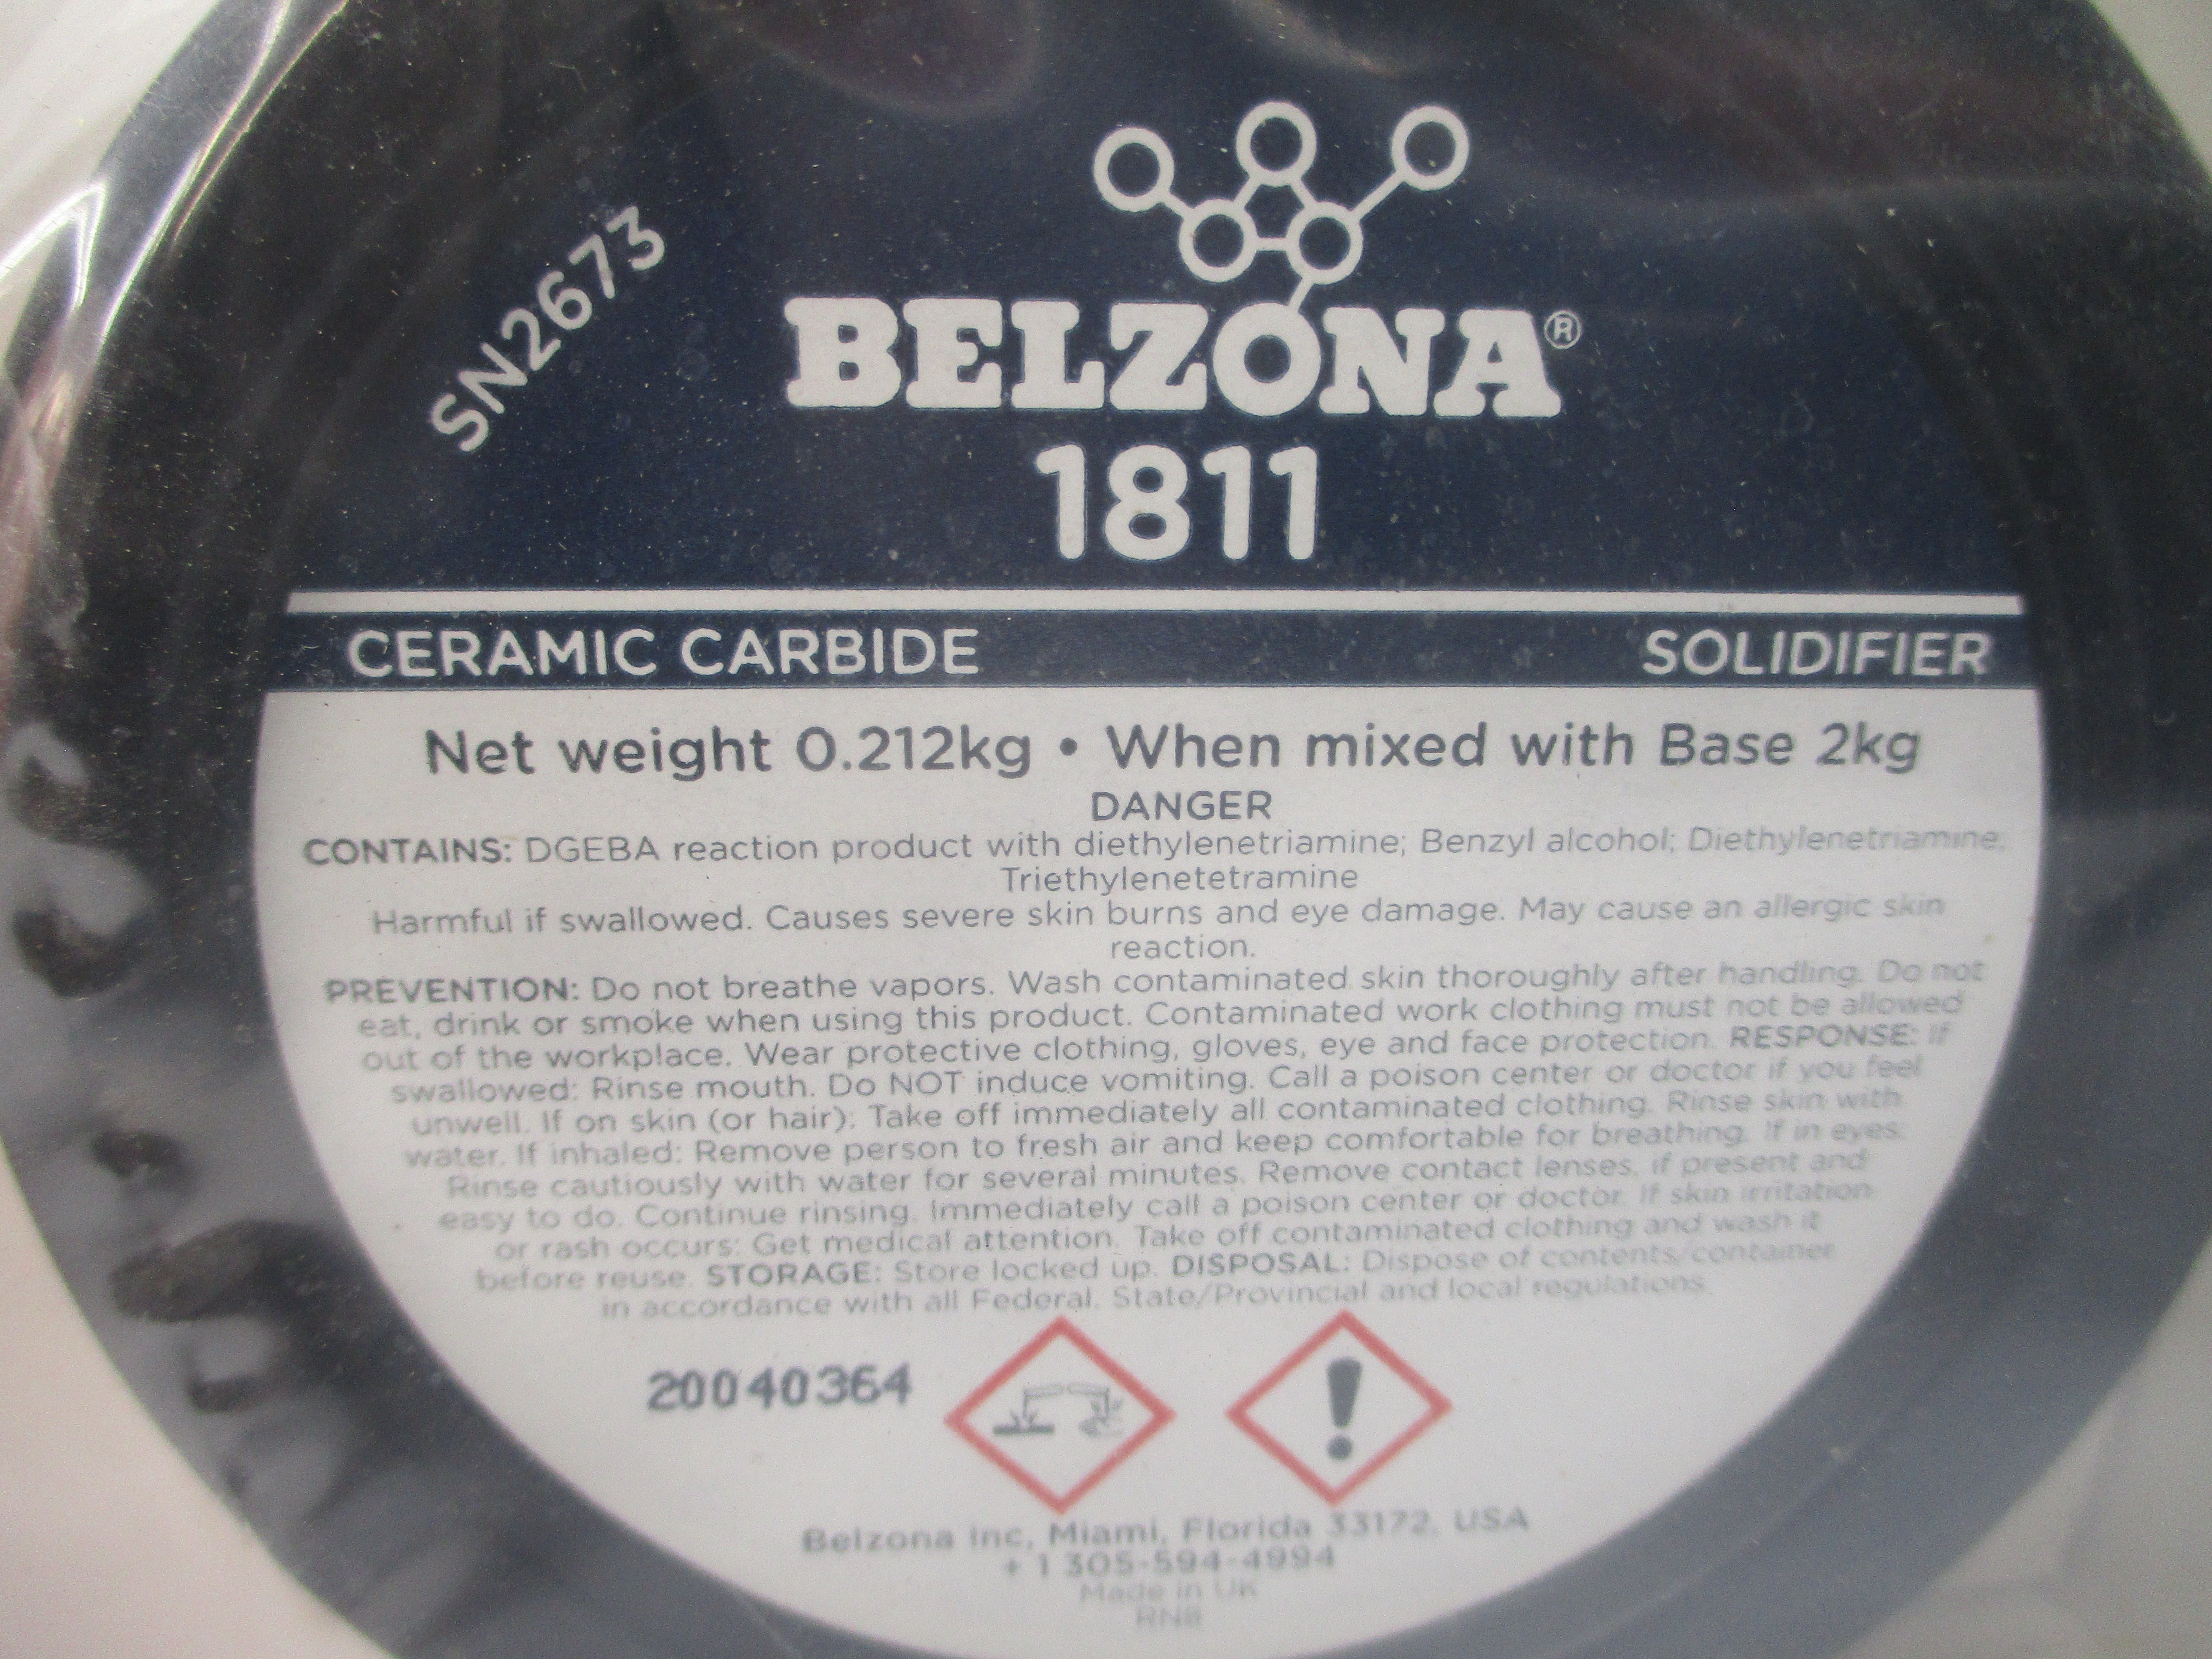 SN2673
BELZONA®
1811
CERAMIC CARBIDE SOLIDIFIER
Net weight 0.212kg • When mixed with Base 2kg
DANGER
CONTAINS: DGEBA reaction product with diethylenetriamine; Benzyl alcohol; Diethylenetriamine;
Triethylenetetramine
Harmful if swallowed. Causes severe skin burns and eye damage. May cause an allergic skin
reaction.
PREVENTION: Do not breathe vapors. Wash contaminated skin thoroughly after handling. Do not
eat, drink or smoke when using this product. Contaminated work clothing must not be allowed
out of the workplace. Wear protective clothing, gloves, eye and face protection. RESPONSE: If
swallowed: Rinse mouth. Do NOT induce vomiting. Call a poison center or doctor if you feel
unwell. If on skin (or hair): Take off immediately all contaminated clothing. Rinse skin with
water. If inhaled: Remove person to fresh air and keep comfortable for breathing. If in eyes:
Rinse cautiously with water for several minutes. Remove contact lenses, if present and
easy to do. Continue rinsing. Immediately call a poison center or doctor. If skin irritation
or rash occurs: Get medical attention. Take off contaminated clothing and wash it
before reuse. STORAGE: Store locked up. DISPOSAL: Dispose of contents/container
in accordance with all Federal, State/Provincial and local regulations.
20040364
Belzona Inc, Miami, Florida 33172, USA
+ 1 305-594-4994
Made in UK